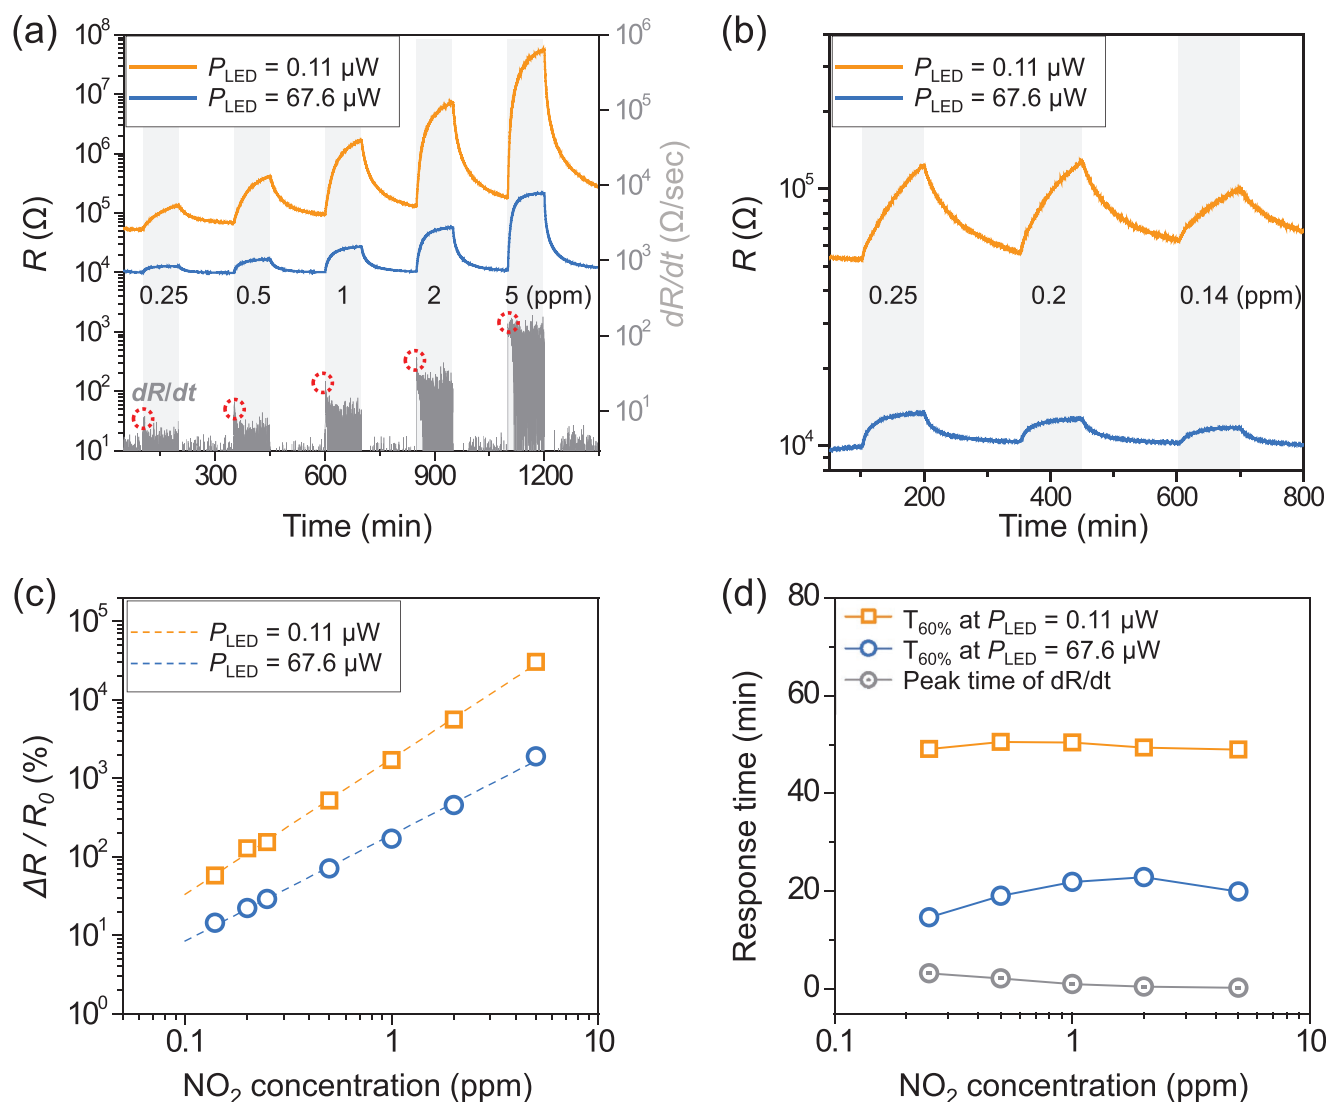 (a)
10^8
10^7
10^6
10^5
10^4
10^3
10^2
10^1
R (Ω)
P_LED = 0.11 µW
P_LED = 67.6 µW
10^6
10^5
10^4
10^3
10^2
10^1
dR/dt (Ω/sec)
0.25
0.5
1
2
5 (ppm)
dR/dt
300
600
900
1200
Time (min)
(b)
10^5
10^4
R (Ω)
P_LED = 0.11 µW
P_LED = 67.6 µW
0.25
0.2
0.14 (ppm)
200
400
600
800
Time (min)
(c)
10^5
10^4
10^3
10^2
10^1
10^0
ΔR / R_0 (%)
P_LED = 0.11 µW
P_LED = 67.6 µW
0.1
1
10
NO_2 concentration (ppm)
(d)
80
60
40
20
0
Response time (min)
T_60% at P_LED = 0.11 µW
T_60% at P_LED = 67.6 µW
Peak time of dR/dt
0.1
1
10
NO_2 concentration (ppm)